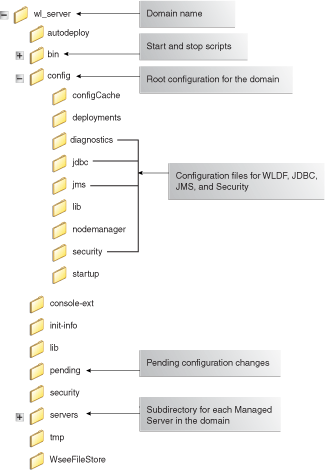 wl_server
Domain name
autodeploy
bin
Start and stop scripts
config
Root configuration for the domain
configCache
deployments
diagnostics
jdbc
Configuration files for WLDF, JDBC,
JMS, and Security
jms
lib
nodemanager
security
startup
console-ext
init-info
lib
pending
Pending configuration changes
security
servers
Subdirectory for each Managed
Server in the domain
tmp
WseeFileStore